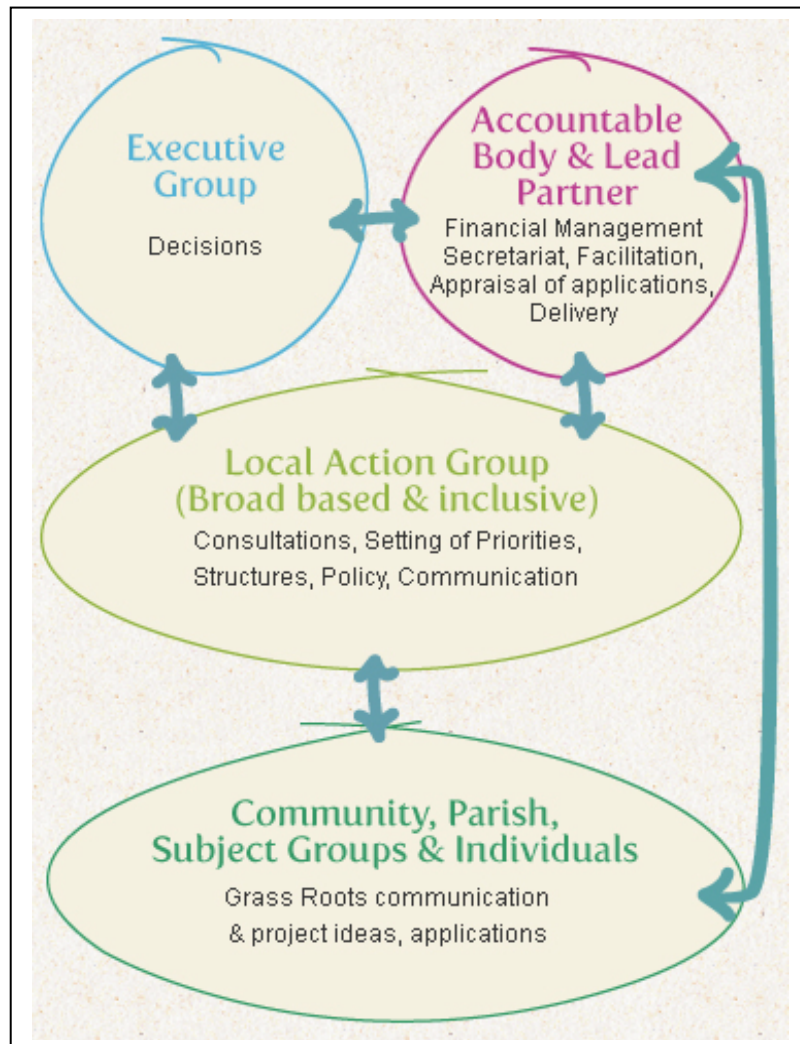 Executive
Group
Decisions
Accountable
Body & Lead
Partner
Financial Management
Secretariat, Facilitation,
Appraisal of applications,
Delivery
Local Action Group
(Broad based & inclusive)
Consultations, Setting of Priorities,
Structures, Policy, Communication
Community, Parish,
Subject Groups & Individuals
Grass Roots communication
& project ideas, applications